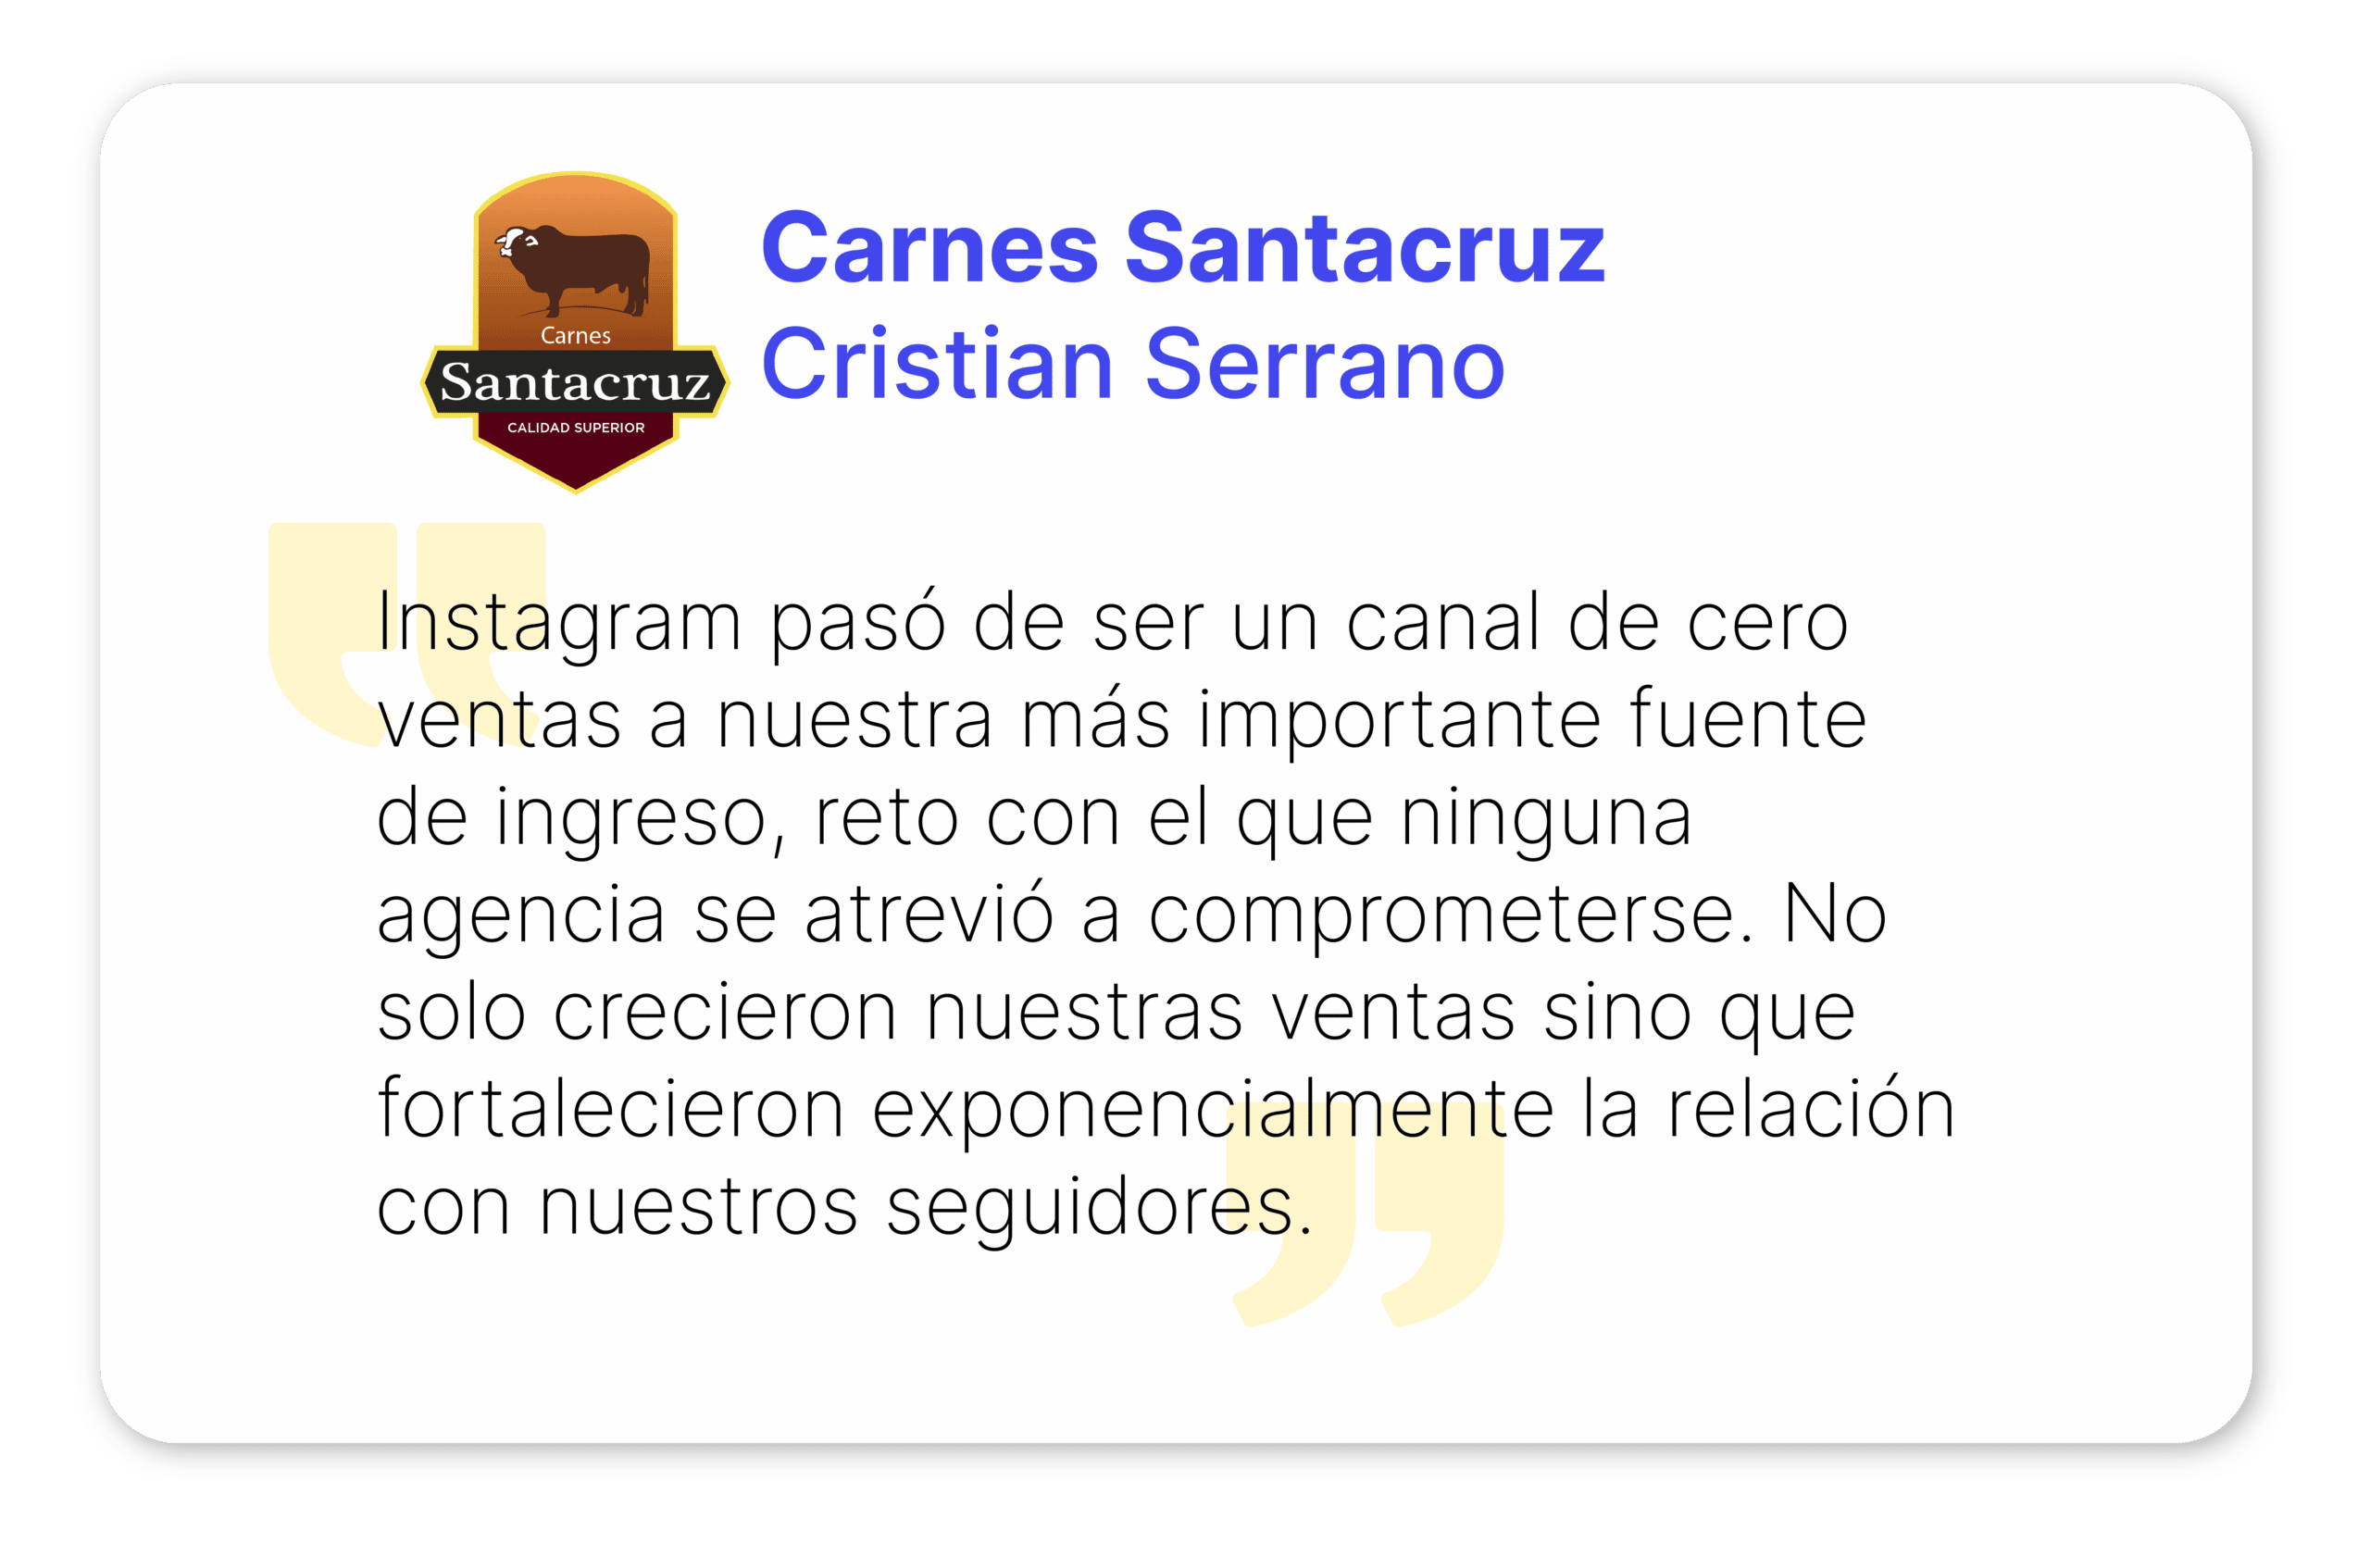 Carnes
Santacruz
CALIDAD SUPERIOR
Carnes Santacruz
Cristian Serrano
Instagram pasó de ser un canal de cero
ventas a nuestra más importante fuente
de ingreso, reto con el que ninguna
agencia se atrevió a comprometerse. No
solo crecieron nuestras ventas sino que
fortalecieron exponencialmente la relación
con nuestros seguidores.